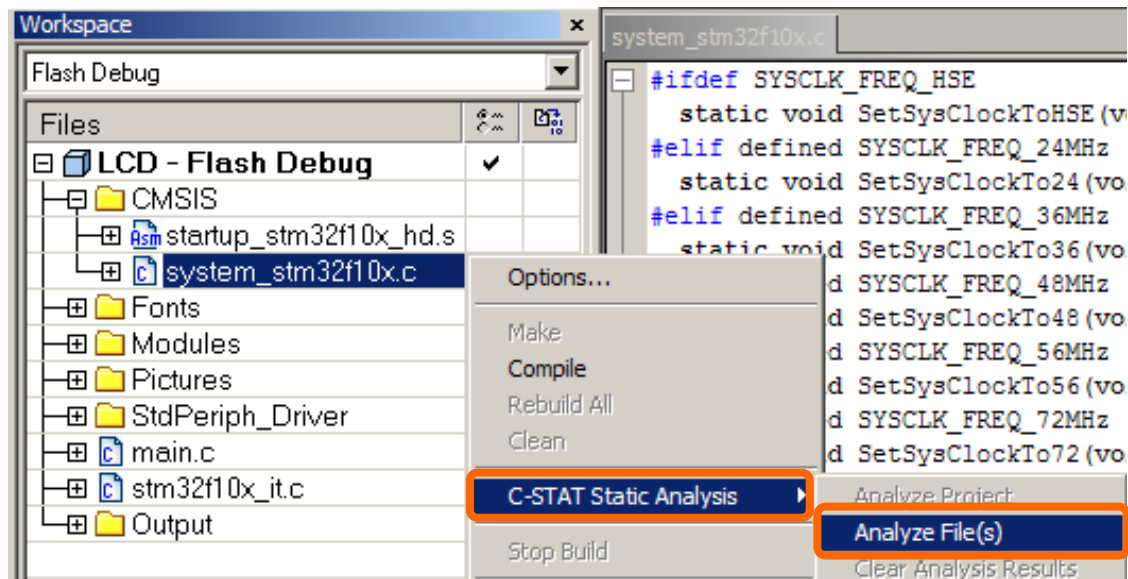 Workspace
×
Flash Debug
Files
LCD - Flash Debug
CMSIS
Asm startup_stm32f10x_hd.s
c system_stm32f10x.c
Fonts
Modules
Pictures
StdPeriph_Driver
c main.c
c stm32f10x_it.c
Output
Options...
Make
Compile
Rebuild All
Clean
C-STAT Static Analysis
Stop Build
Analyze Project
Analyze File(s)
Clear Analysis Results
system_stm32f10x.c
#ifdef SYSCLK_FREQ_HSE
static void SetSysClockToHSE(v
#elif defined SYSCLK_FREQ_24MHz
static void SetSysClockTo24(vo
#elif defined SYSCLK_FREQ_36MHz
static void SetSysClockTo36(vo
d SYSCLK_FREQ_48MHz
d SetSysClockTo48(vo
d SYSCLK_FREQ_56MHz
d SetSysClockTo56(vo
d SYSCLK_FREQ_72MHz
d SetSysClockTo72(vo